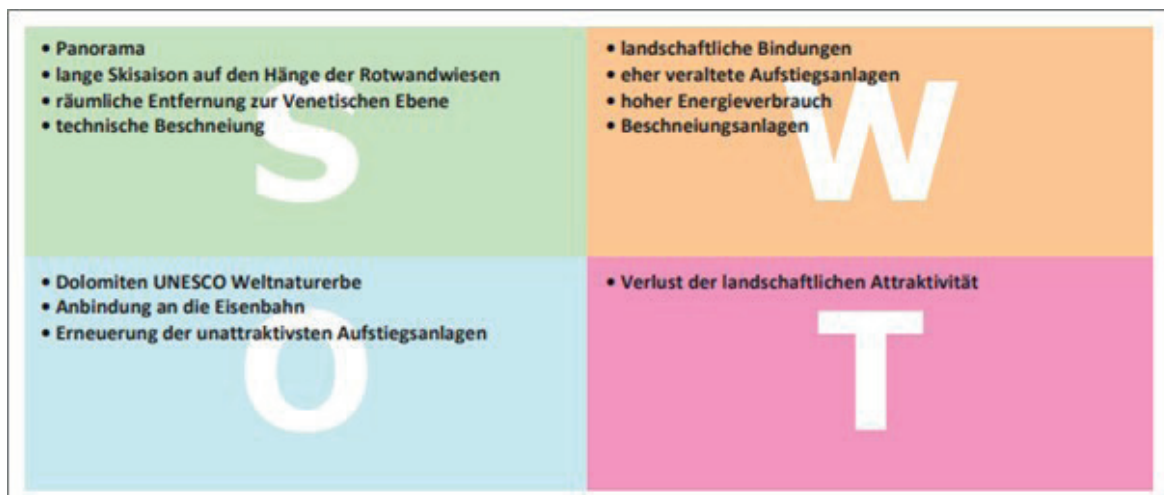 • Panorama
• lange Skisaison auf den Hänge der Rotwandwiesen
• räumliche Entfernung zur Venetischen Ebene
• technische Beschneiung
S
• landschaftliche Bindungen
• eher veraltete Aufstiegsanlagen
• hoher Energieverbrauch
• Beschneiungsanlagen
W
• Dolomiten UNESCO Weltnaturerbe
• Anbindung an die Eisenbahn
• Erneuerung der unattraktivsten Aufstiegsanlagen
O
• Verlust der landschaftlichen Attraktivität
T